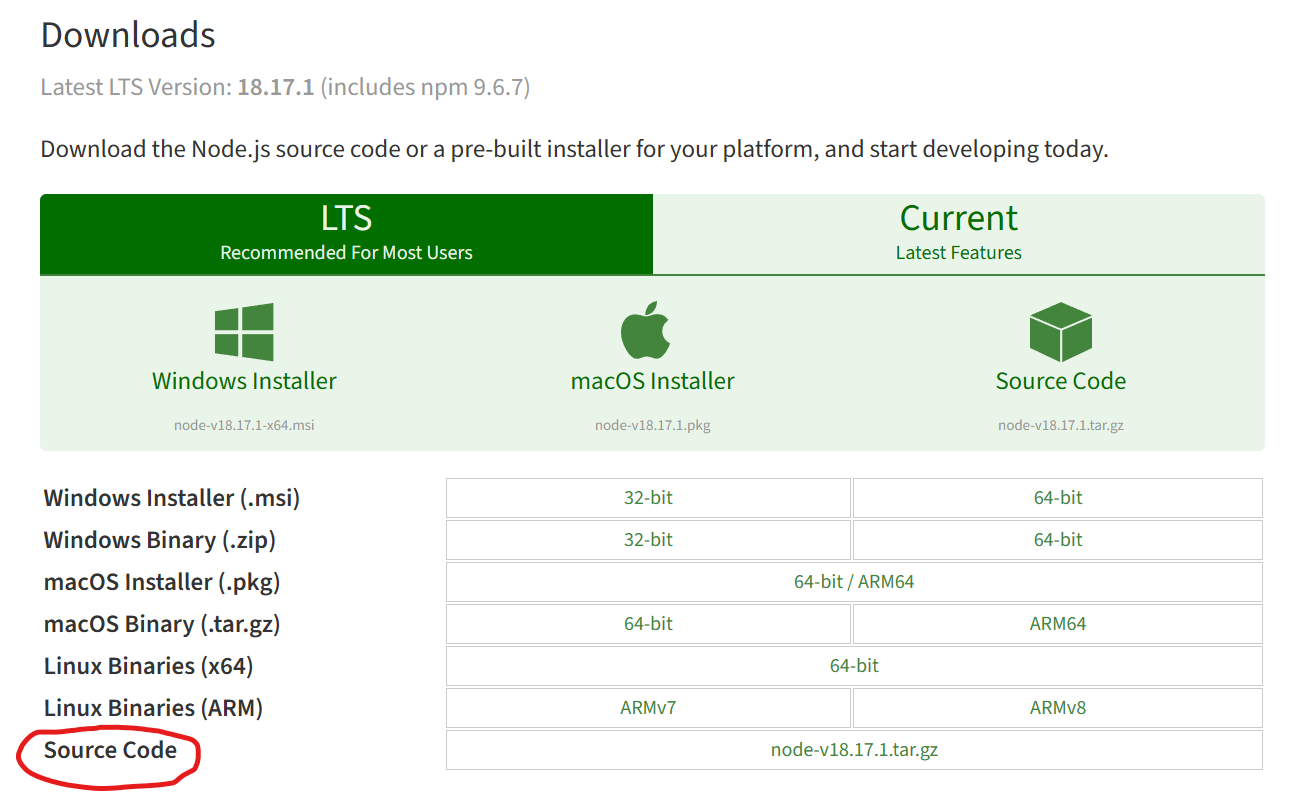 Downloads
Latest LTS Version: 18.17.1 (includes npm 9.6.7)
Download the Node.js source code or a pre-built installer for your platform, and start developing today.
LTS
Recommended For Most Users
Current
Latest Features
Windows Installer
node-v18.17.1-x64.msi
macOS Installer
node-v18.17.1.pkg
Source Code
node-v18.17.1.tar.gz
Windows Installer (.msi) 32-bit 64-bit
Windows Binary (.zip) 32-bit 64-bit
macOS Installer (.pkg) 64-bit / ARM64
macOS Binary (.tar.gz) 64-bit ARM64
Linux Binaries (x64) 64-bit
Linux Binaries (ARM) ARMv7 ARMv8
Source Code node-v18.17.1.tar.gz